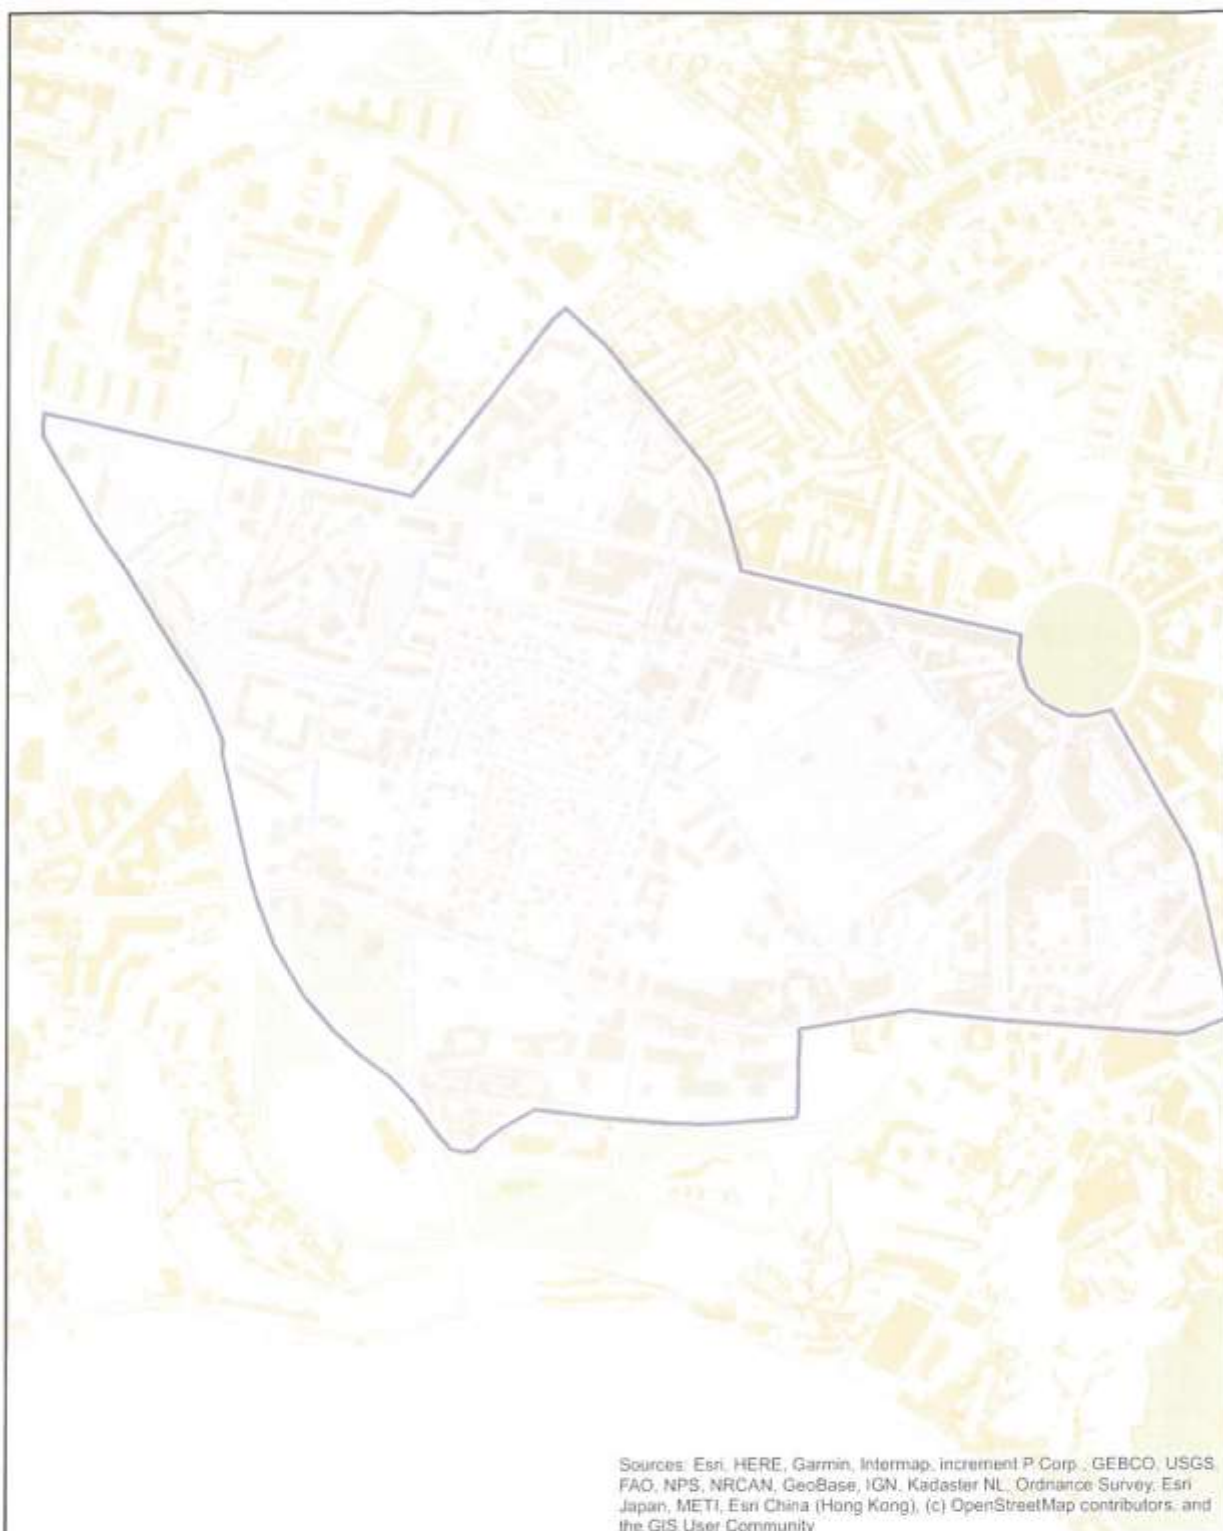 Sources: Esri, HERE, Garmin, Intermap, increment P Corp., GEBCO, USGS,
FAO, NPS, NRCAN, GeoBase, IGN, Kadaster NL, Ordnance Survey, Esri
Japan, METI, Esri China (Hong Kong), (c) OpenStreetMap contributors, and
the GIS User Community